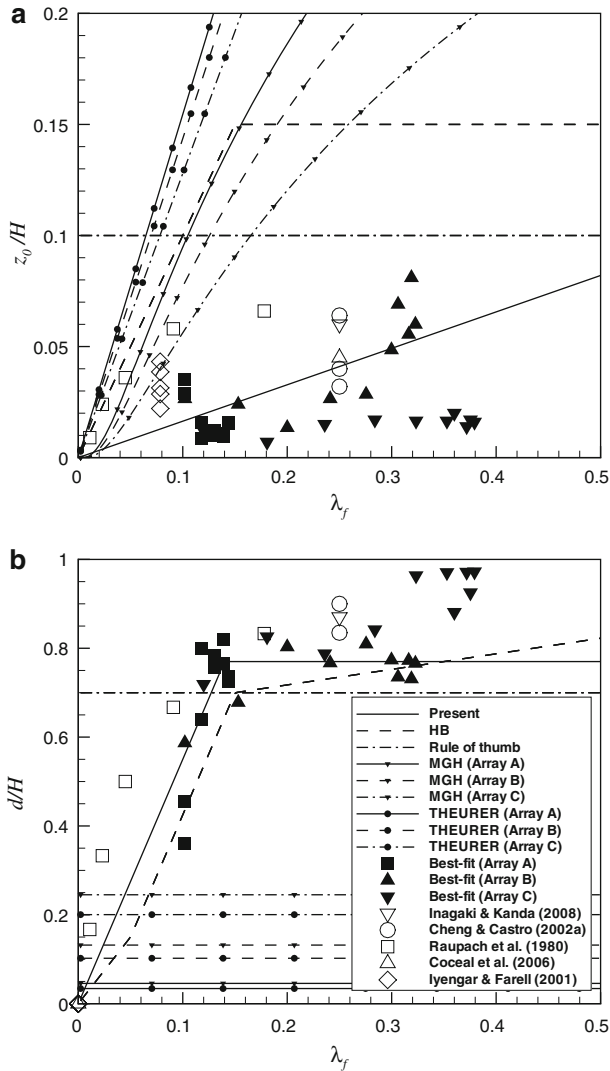 a
0.2
0.15
0.1
0.05
0
z₀/H
0 0.1 0.2 0.3 0.4 0.5
λf
b
1
0.8
0.6
0.4
0.2
0
d/H
Present
HB
Rule of thumb
MGH (Array A)
MGH (Array B)
MGH (Array C)
THEURER (Array A)
THEURER (Array B)
THEURER (Array C)
Best-fit (Array A)
Best-fit (Array B)
Best-fit (Array C)
Inagaki & Kanda (2008)
Cheng & Castro (2002a)
Raupach et al. (1980)
Coceal et al. (2006)
Iyengar & Farell (2001)
0 0.1 0.2 0.3 0.4 0.5
λf